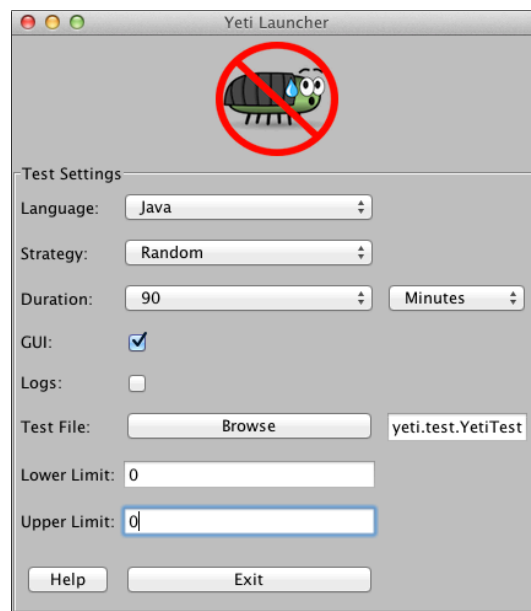 Yeti Launcher
Test Settings
Language: Java
Strategy: Random
Duration: 90 Minutes
GUI:
Logs:
Test File: Browse yeti.test.YetiTest
Lower Limit: 0
Upper Limit: 0
Help Exit